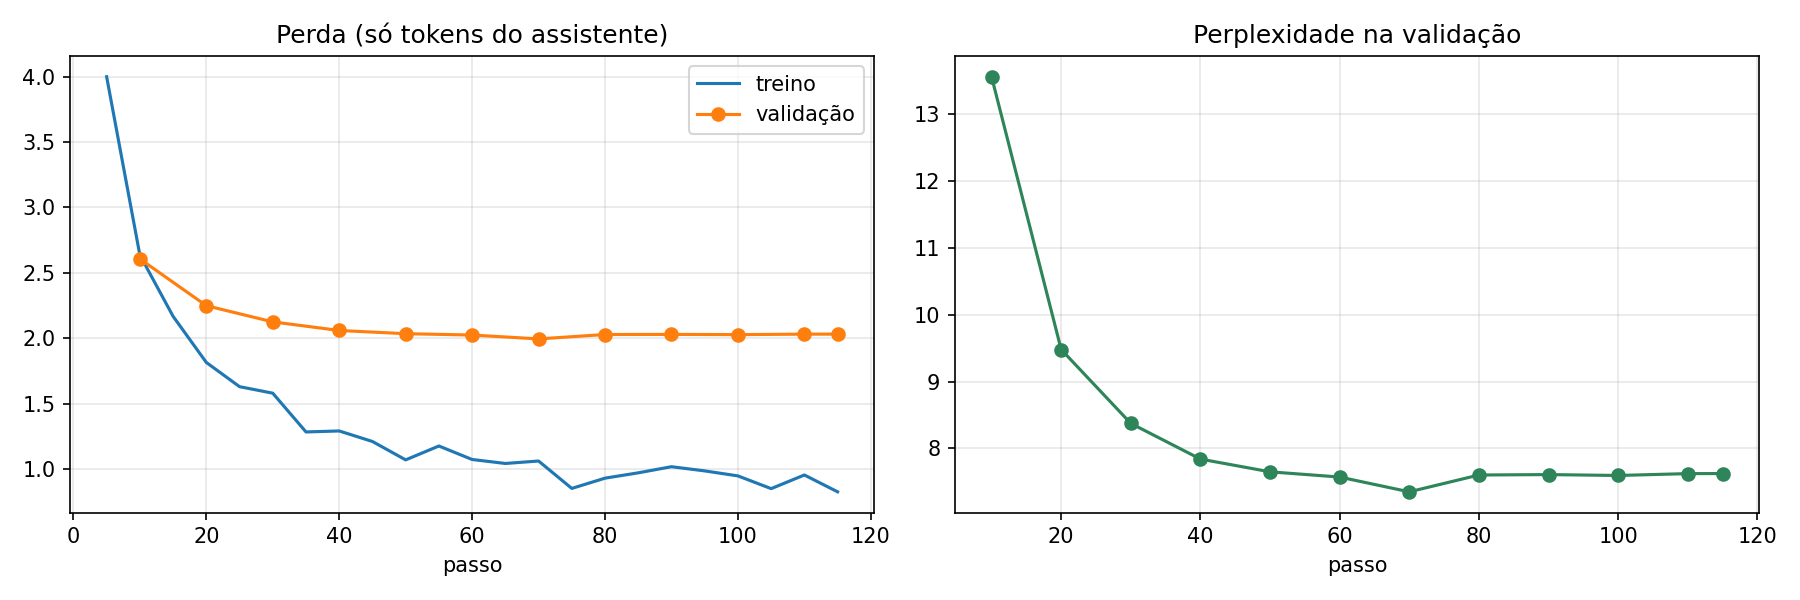 Perda (só tokens do assistente)
4.0
3.5
3.0
2.5
2.0
1.5
1.0
treino
validação
0 20 40 60 80 100 120
passo
Perplexidade na validação
13
12
11
10
9
8
20 40 60 80 100 120
passo